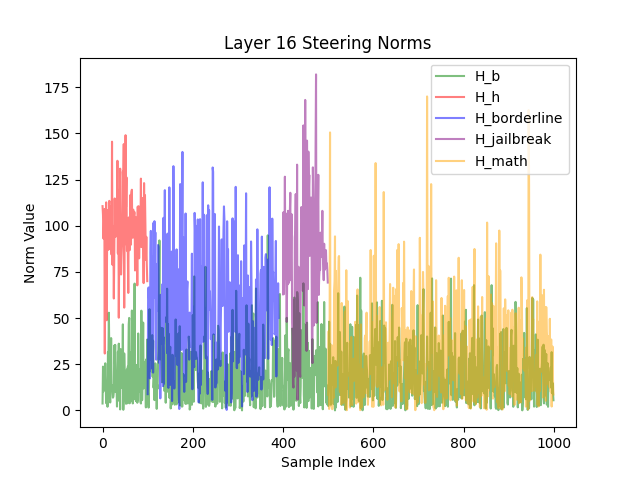 Layer 16 Steering Norms
Norm Value
175
150
125
100
75
50
25
0
H_b
H_h
H_borderline
H_jailbreak
H_math
0
200
400
600
800
1000
Sample Index